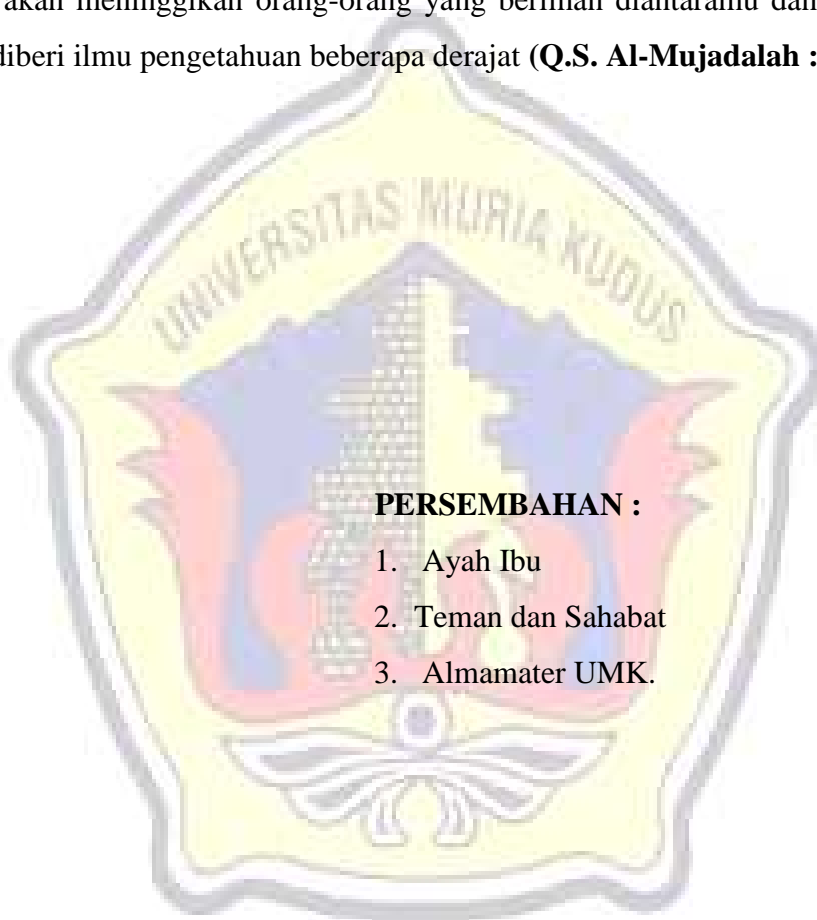 akan meninggikan orang-orang yang beriman diantaramu dan
diberi ilmu pengetahuan beberapa derajat (Q.S. Al-Mujadalah :
UNIVERSITAS MURIA KUDUS
PERSEMBAHAN :
1. Ayah Ibu
2. Teman dan Sahabat
3. Almamater UMK.